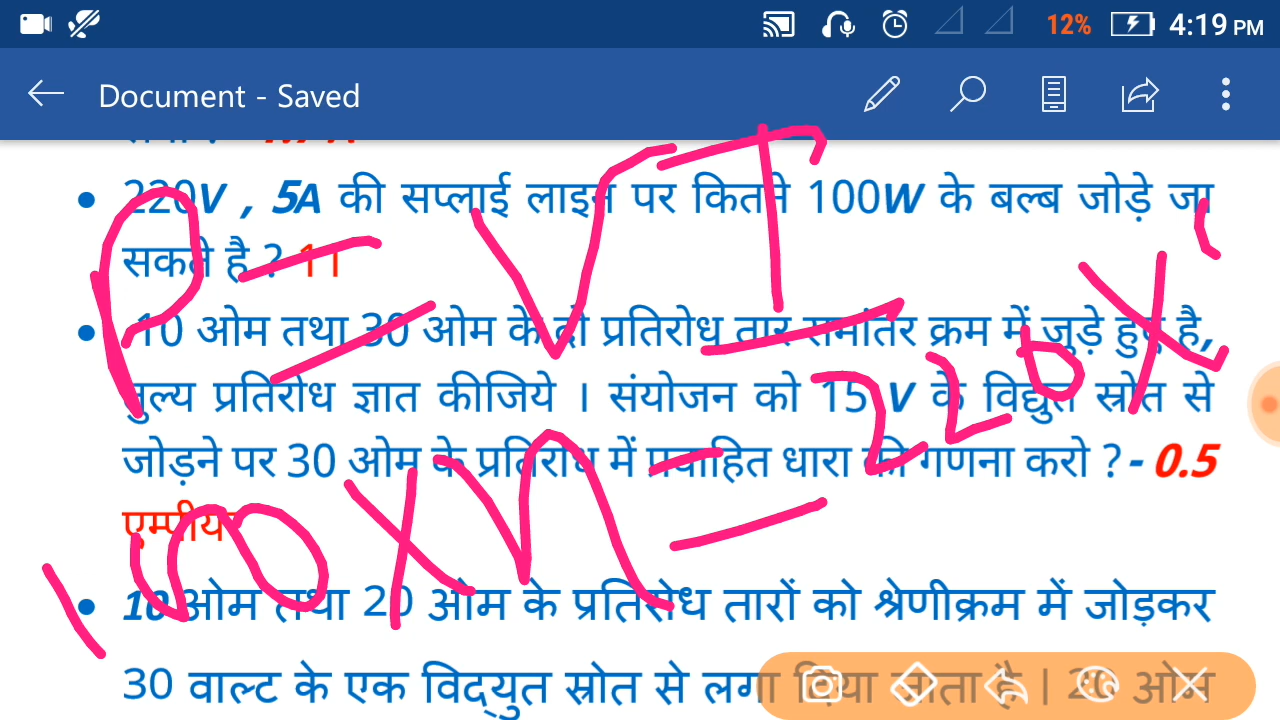 12% 4:19 PM
Document - Saved
220V , 5A की सप्लाई लाइन पर कितने 100W के बल्ब जोड़े जा
सकते है ? 11
10 ओम तथा 30 ओम के दो प्रतिरोध तार समांतर क्रम में जुड़े हुए है,
तुल्य प्रतिरोध ज्ञात कीजिये । संयोजन को 15 V के विद्युत स्रोत से
जोड़ने पर 30 ओम के प्रतिरोध में प्रवाहित धारा की गणना करो ? - 0.5
एम्पीयर
10 ओम तथा 20 ओम के प्रतिरोध तारों को श्रेणीक्रम में जोड़कर
30 वाल्ट के एक विद्युत स्रोत से लगा दिया जाता है | 20 ओम
P = VI = 220 X
100 X n =